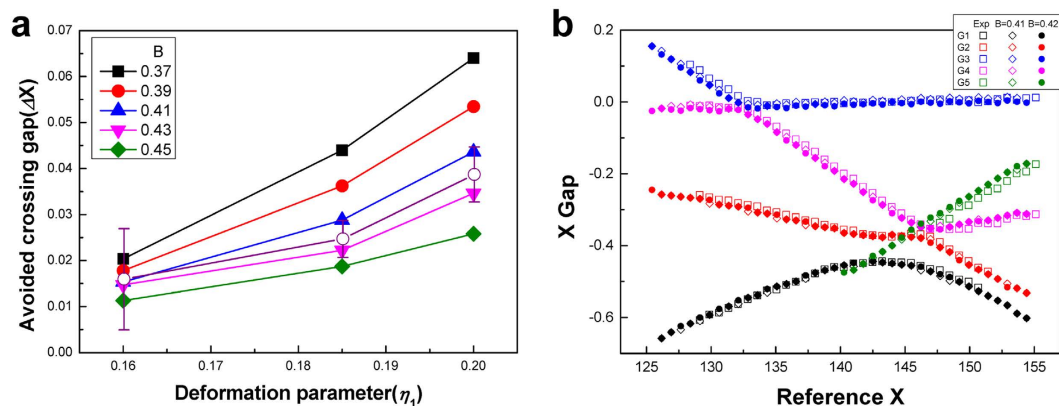 a
Avoided crossing gap(ΔX)
0.07
0.06
0.05
0.04
0.03
0.02
0.01
0.00
B
0.37
0.39
0.41
0.43
0.45
0.16
0.17
0.18
0.19
0.20
Deformation parameter(η₁)
b
X Gap
0.2
0.0
-0.2
-0.4
-0.6
Exp B=0.41 B=0.42
G1
G2
G3
G4
G5
125
130
135
140
145
150
155
Reference X